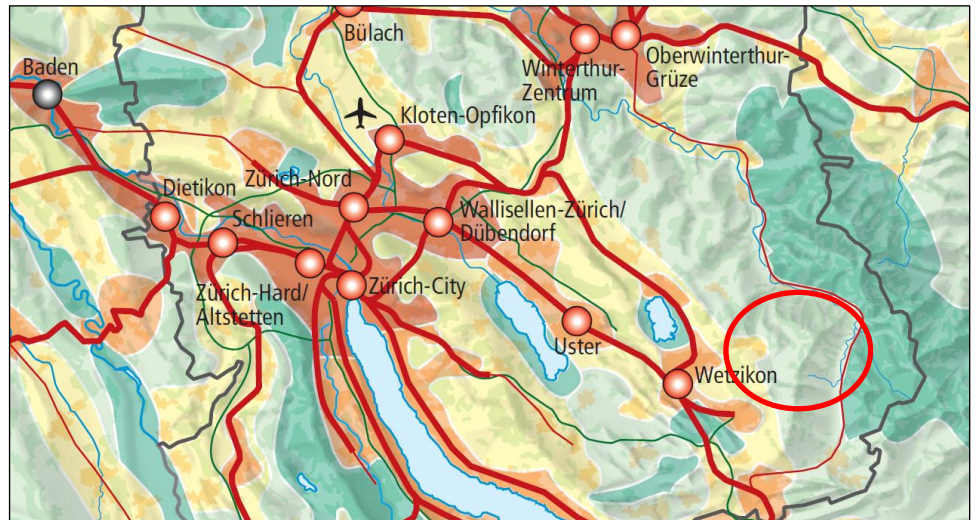 Bülach
Winterthur-
Zentrum
Oberwinterthur-
Grüze
Baden
Kloten-Opfikon
Zürich-Nord
Dietikon
Schlieren
Wallisellen-Zürich/
Dübendorf
Zürich-Hard/
Altstetten
Zürich-City
Uster
Wetzikon